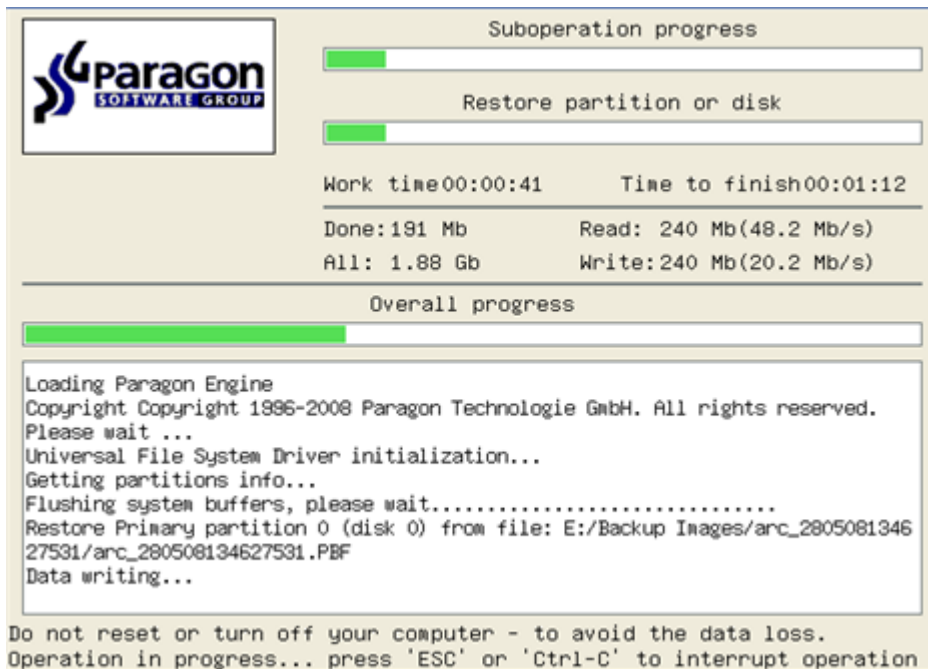 Paragon
SOFTWARE GROUP
Suboperation progress
Restore partition or disk
Work time00:00:41 Time to finish00:01:12
Done:191 Mb Read: 240 Mb(48.2 Mb/s)
All: 1.88 Gb Write:240 Mb(20.2 Mb/s)
Overall progress
Loading Paragon Engine
Copyright Copyright 1996-2008 Paragon Technologie GmbH. All rights reserved.
Please wait ...
Universal File System Driver initialization...
Getting partitions info...
Flushing system buffers, please wait..............................
Restore Primary partition 0 (disk 0) from file: E:/Backup Images/arc_2805081346
27531/arc_280508134627531.PBF
Data writing...
Do not reset or turn off your computer - to avoid the data loss.
Operation in progress... press 'ESC' or 'Ctrl-C' to interrupt operation